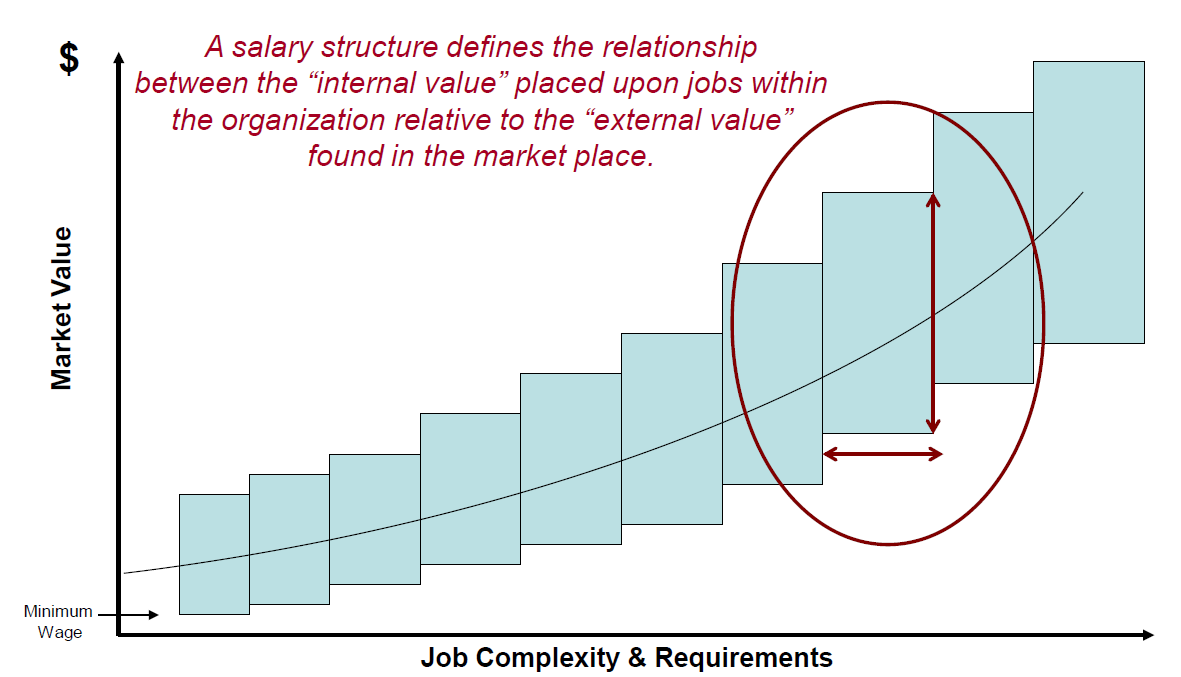 $
A salary structure defines the relationship
between the “internal value” placed upon jobs within
the organization relative to the “external value”
found in the market place.
Market Value
Minimum
Wage
Job Complexity & Requirements